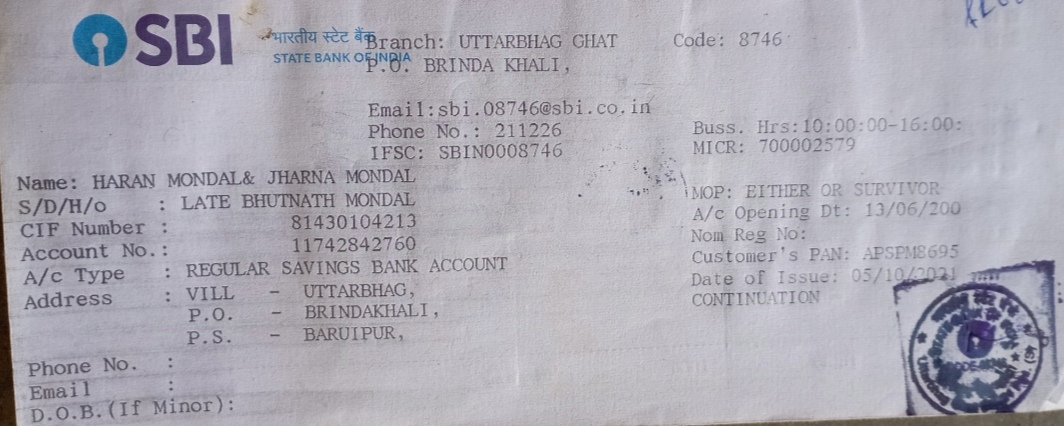 SBI भारतीय स्टेट बैंक Branch: UTTARBHAG GHAT Code: 8746
STATE BANK OF INDIA P.O. BRINDA KHALI,
Email:sbi.08746@sbi.co.in
Phone No.: 211226 Buss. Hrs:10:00:00-16:00:
IFSC: SBIN0008746 MICR: 700002579
Name: HARAN MONDAL& JHARNA MONDAL MOP: EITHER OR SURVIVOR
S/D/H/o : LATE BHUTNATH MONDAL A/c Opening Dt: 13/06/200
CIF Number : 81430104213 Nom Reg No:
Account No.: 11742842760 Customer's PAN: APSPM8695
A/c Type : REGULAR SAVINGS BANK ACCOUNT Date of Issue: 05/10/2021
Address : VILL - UTTARBHAG, CONTINUATION
P.O. - BRINDAKHALI,
P.S. - BARUIPUR,
Phone No. :
Email :
D.O.B.(If Minor):